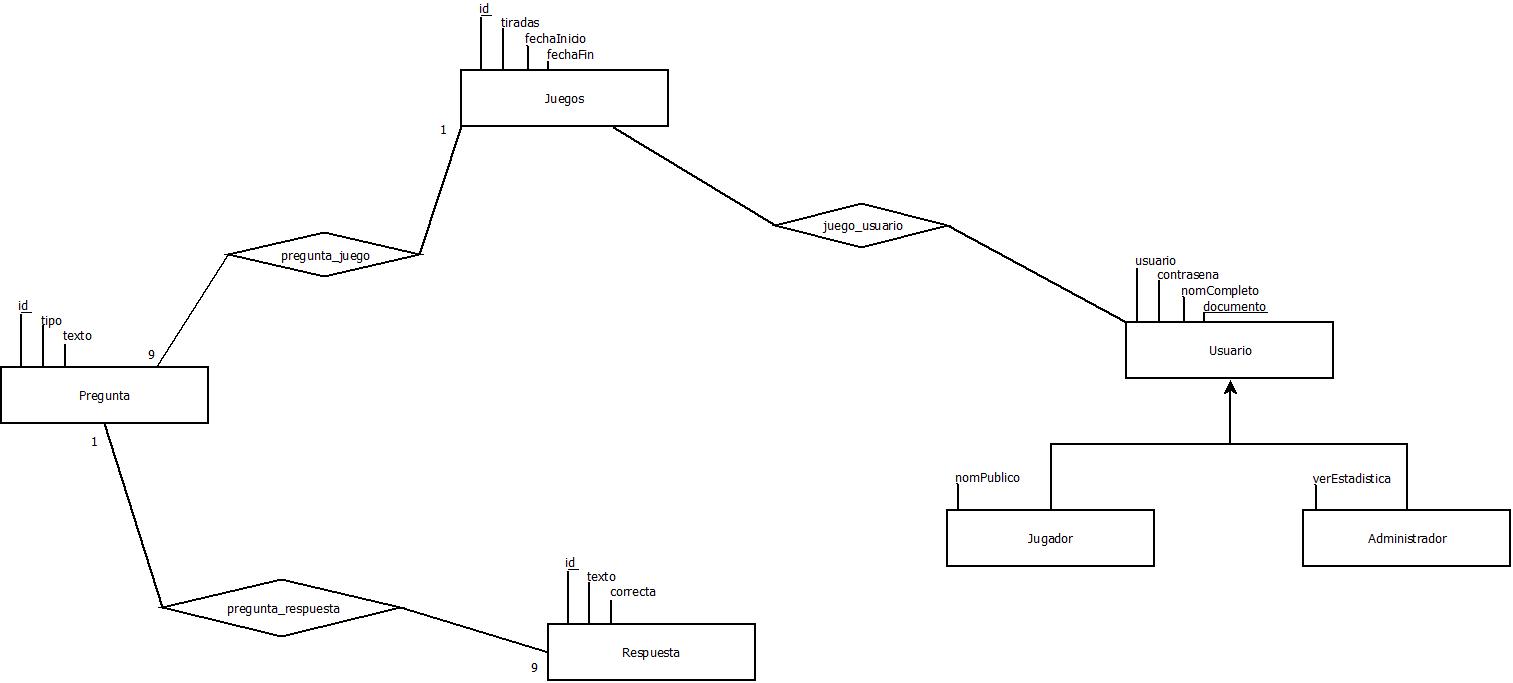 id
tiradas
fechaInicio
fechaFin
Juegos
1
juego_usuario
pregunta_juego
usuario
contrasena
nomCompleto
documento
Usuario
id
tipo
texto
9
Pregunta
1
nomPublico
verEstadistica
Jugador
Administrador
id
texto
correcta
pregunta_respuesta
Respuesta
9